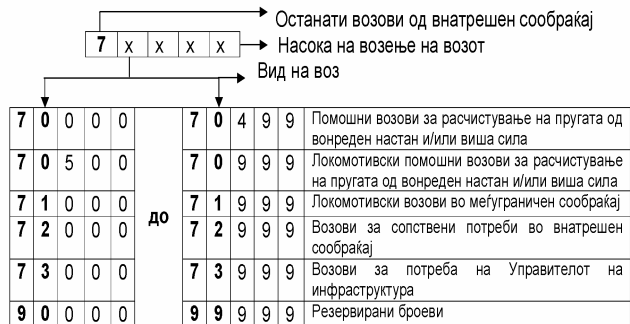 Останати возови од внатрешен сообраќај
7 x x x x Насока на возење на возот
Вид на воз
7 0 0 0 0 7 0 4 9 9 Помошни возови за расчистување на пругата од
вонреден настан и/или виша сила
7 0 5 0 0 7 0 9 9 9 Локомотивски помошни возови за расчистување
на пругата од вонреден настан и/или виша сила
7 1 0 0 0 до 7 1 9 9 9 Локомотивски возови во меѓуграничен сообраќај
7 2 0 0 0 7 2 9 9 9 Возови за сопствени потреби во внатрешен
сообраќај
7 3 0 0 0 7 3 9 9 9 Возови за потреба на Управителот на
инфраструктура
9 0 0 0 0 9 9 9 9 9 Резервирани броеви